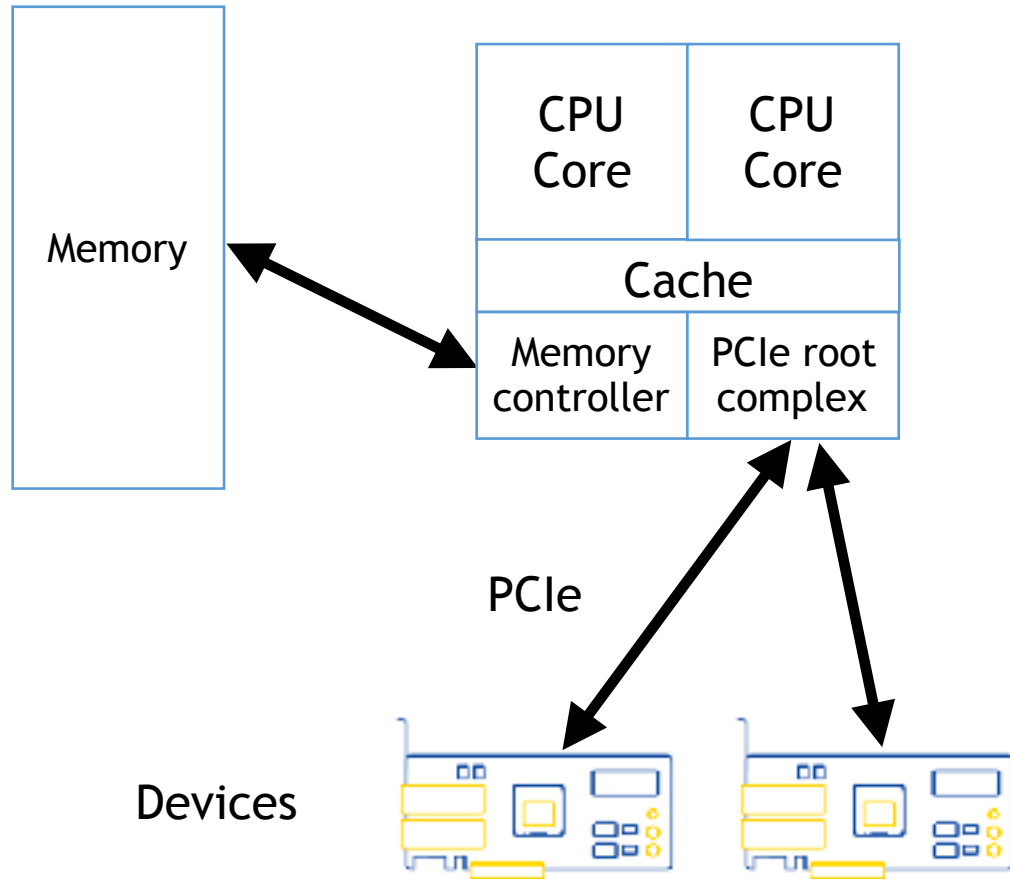 CPU
Core
CPU
Core
Memory
Cache
Memory
controller
PCIe root
complex
PCIe
Devices